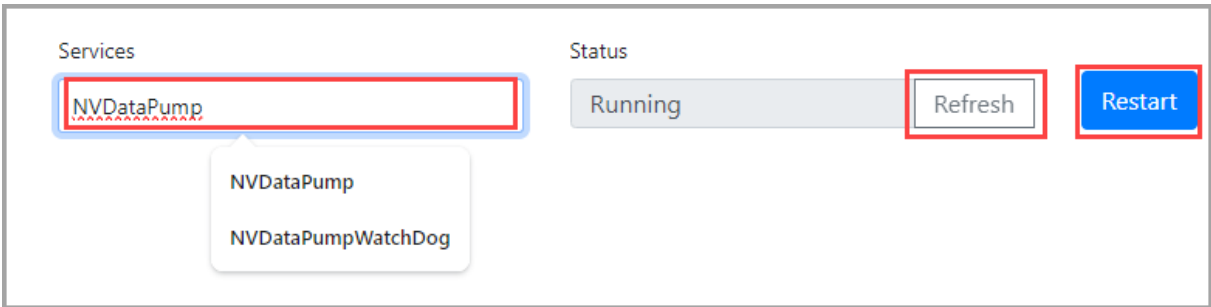 Services
Status
NVDataPump
Running
Refresh
Restart
NVDataPump
NVDataPumpWatchDog